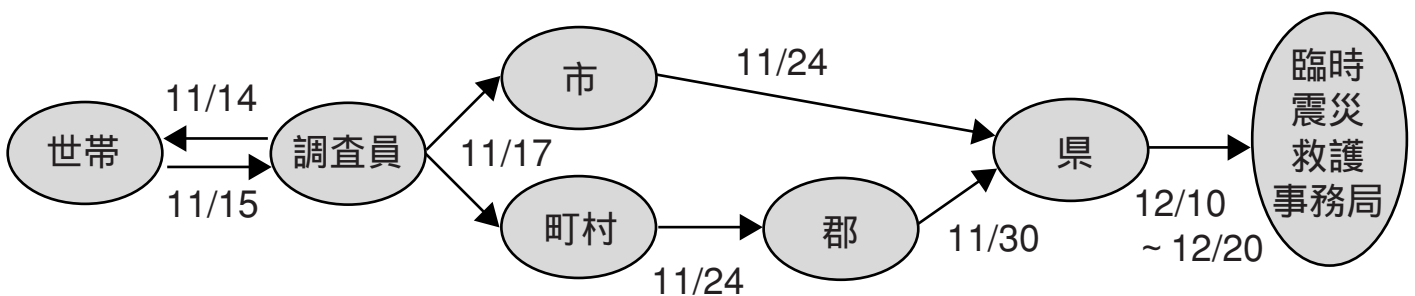 世帯
11/14
11/15
調査員
11/17
市
11/24
町村
11/24
郡
11/30
県
12/10
~ 12/20
臨時
震災
救護
事務局